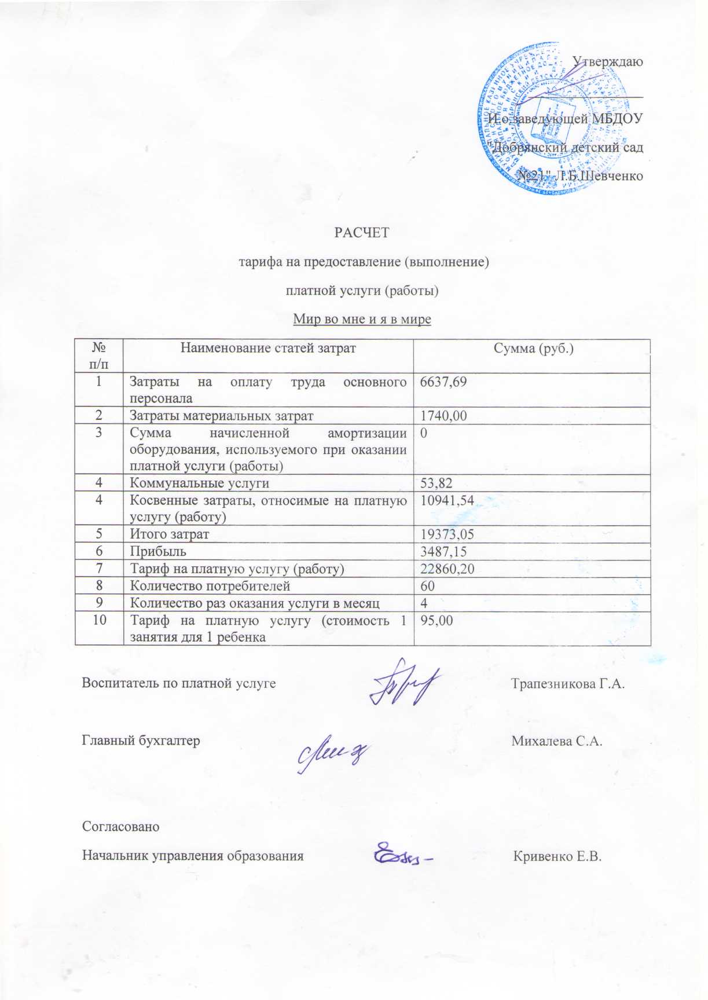 Утверждаю
И.о.заведующей МБДОУ
"Добрянский детский сад
№21" Л.Б.Шевченко
РАСЧЕТ
тарифа на предоставление (выполнение)
платной услуги (работы)
Мир во мне и я в мире
№ Наименование статей затрат Сумма (руб.)
п/п
1 Затраты на оплату труда основного 6637,69
персонала
2 Затраты материальных затрат 1740,00
3 Сумма начисленной амортизации 0
оборудования, используемого при оказании
платной услуги (работы)
4 Коммунальные услуги 53,82
4 Косвенные затраты, относимые на платную 10941,54
услугу (работу)
5 Итого затрат 19373,05
6 Прибыль 3487,15
7 Тариф на платную услугу (работу) 22860,20
8 Количество потребителей 60
9 Количество раз оказания услуги в месяц 4
10 Тариф на платную услугу (стоимость 1 95,00
занятия для 1 ребенка
Воспитатель по платной услуге Трапезникова Г.А.
Главный бухгалтер Михалева С.А.
Согласовано
Начальник управления образования Кривенко Е.В.